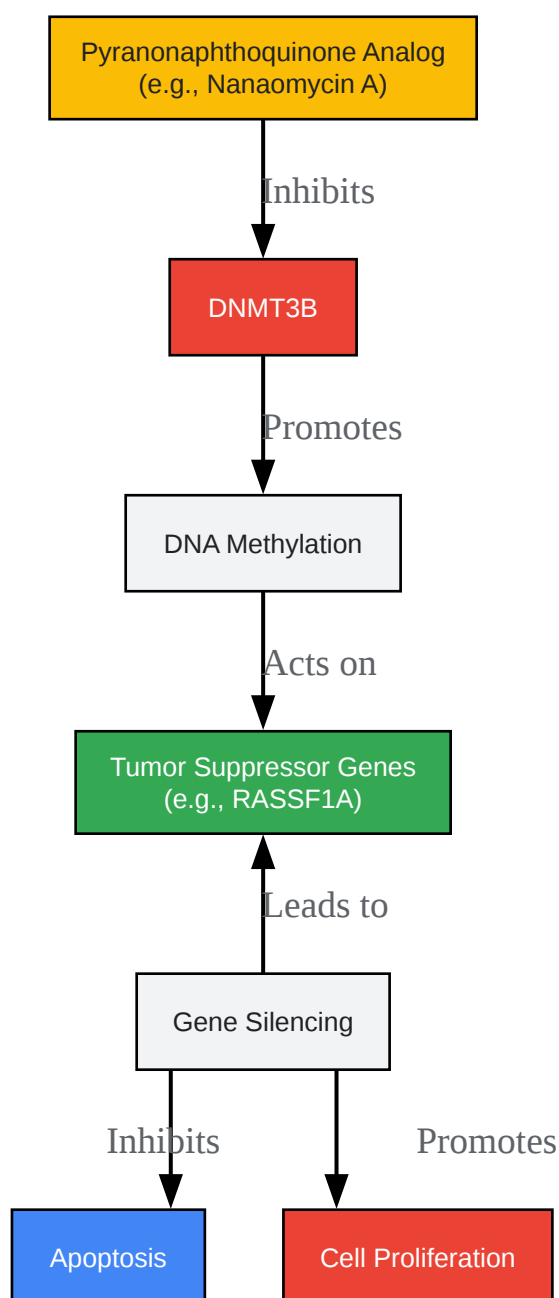 Pyranonaphthoquinone Analog
(e.g., Nanaomycin A)
Inhibits
DNMT3B
Promotes
DNA Methylation
Acts on
Tumor Suppressor Genes
(e.g., RASSF1A)
Leads to
Gene Silencing
Inhibits
Promotes
Apoptosis
Cell Proliferation